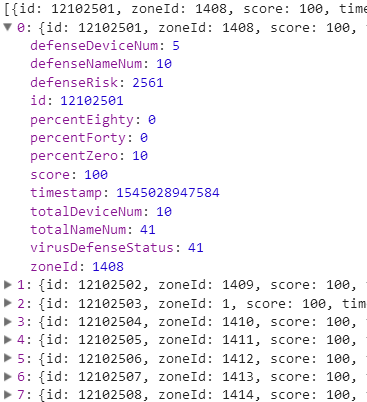 [{id: 12102501, zoneId: 1408, score: 100, time
▼ 0: {id: 12102501, zoneId: 1408, score: 100, t
defenseDeviceNum: 5
defenseNameNum: 10
defenseRisk: 2561
id: 12102501
percentEighty: 0
percentForty: 0
percentZero: 10
score: 100
timestamp: 1545028947584
totalDeviceNum: 10
totalNameNum: 41
virusDefenseStatus: 41
zoneId: 1408
▶ 1: {id: 12102502, zoneId: 1409, score: 100, t
▶ 2: {id: 12102503, zoneId: 1, score: 100, tim
▶ 3: {id: 12102504, zoneId: 1410, score: 100, t
▶ 4: {id: 12102505, zoneId: 1411, score: 100, t
▶ 5: {id: 12102506, zoneId: 1412, score: 100, t
▶ 6: {id: 12102507, zoneId: 1413, score: 100, t
▶ 7: {id: 12102508, zoneId: 1414, score: 100, t